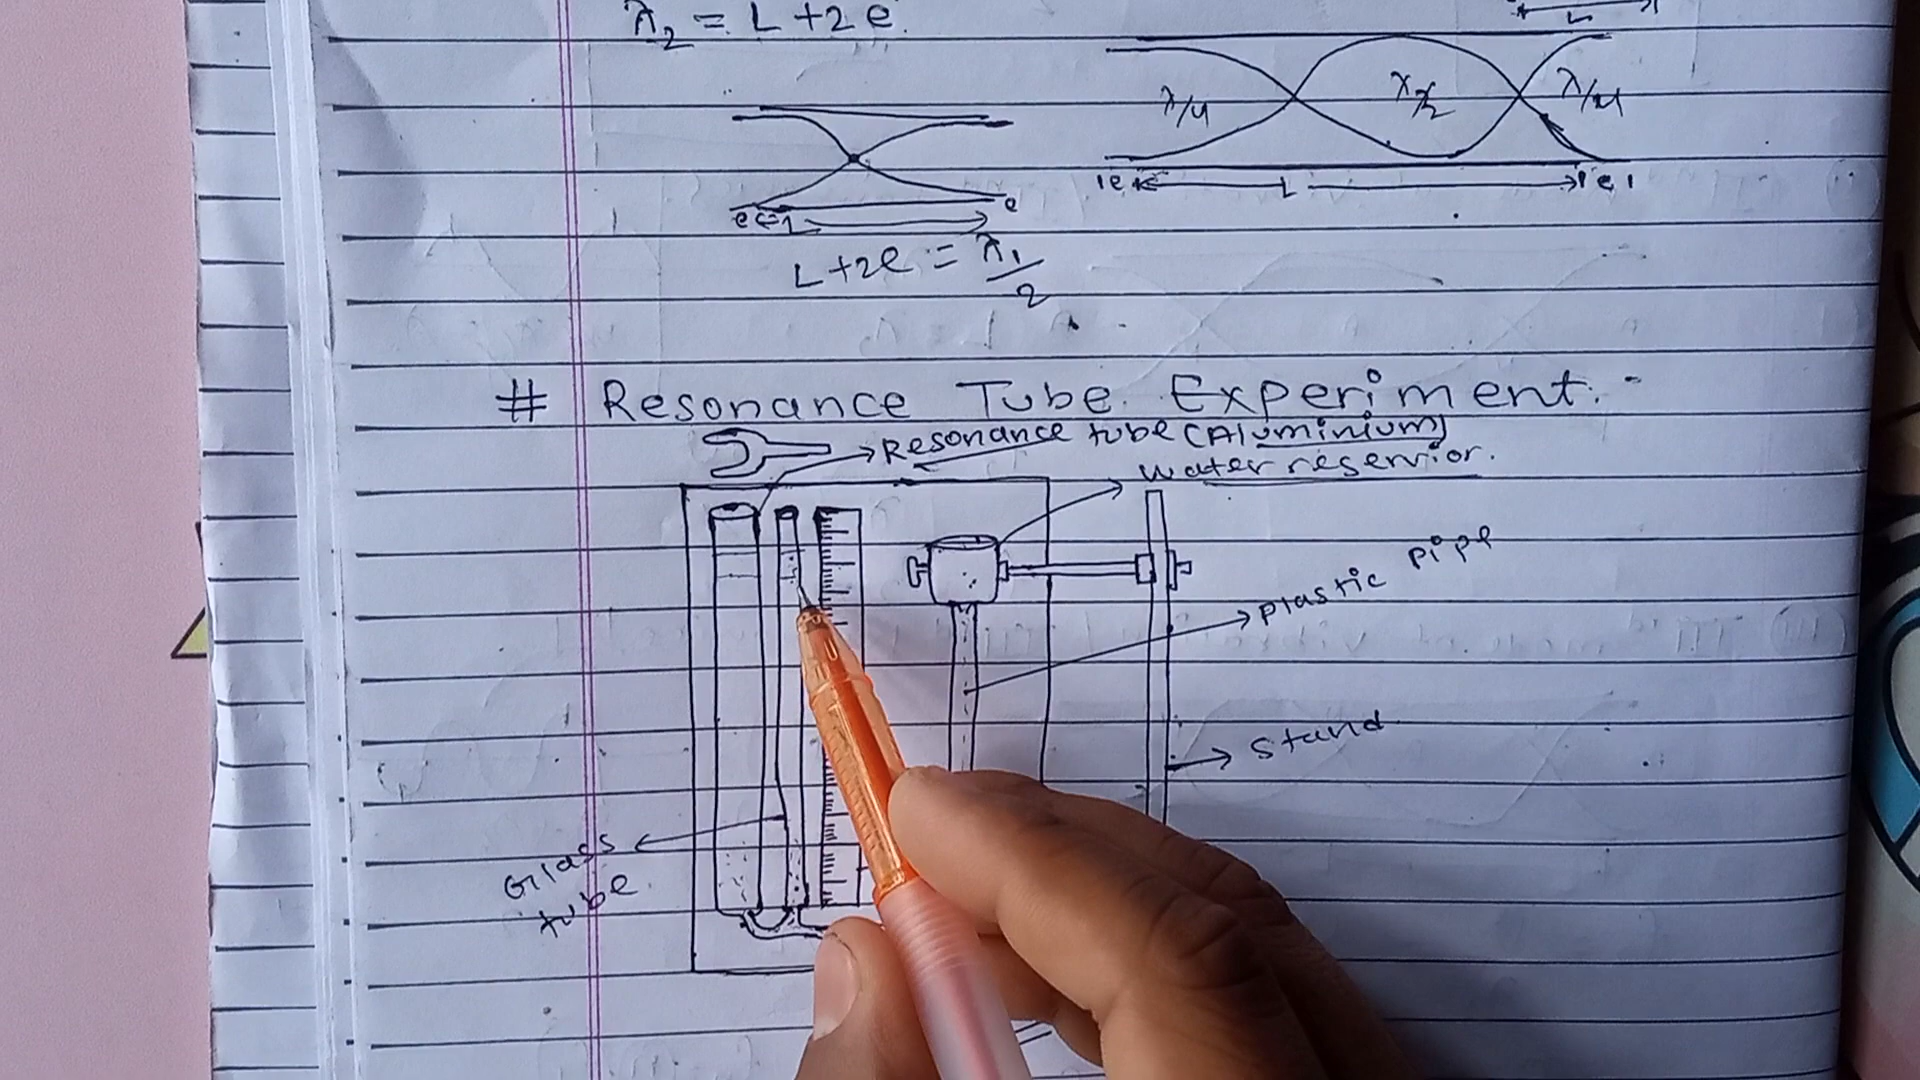 λ₂ = L + 2e
L
λ/4 λ/2 λ/4
e L e
e L e
L + 2e = λ₁/2
# Resonance Tube Experiment :-
Resonance tube (Aluminium)
Water reservior.
plastic pipe
stand
Glass
tube.